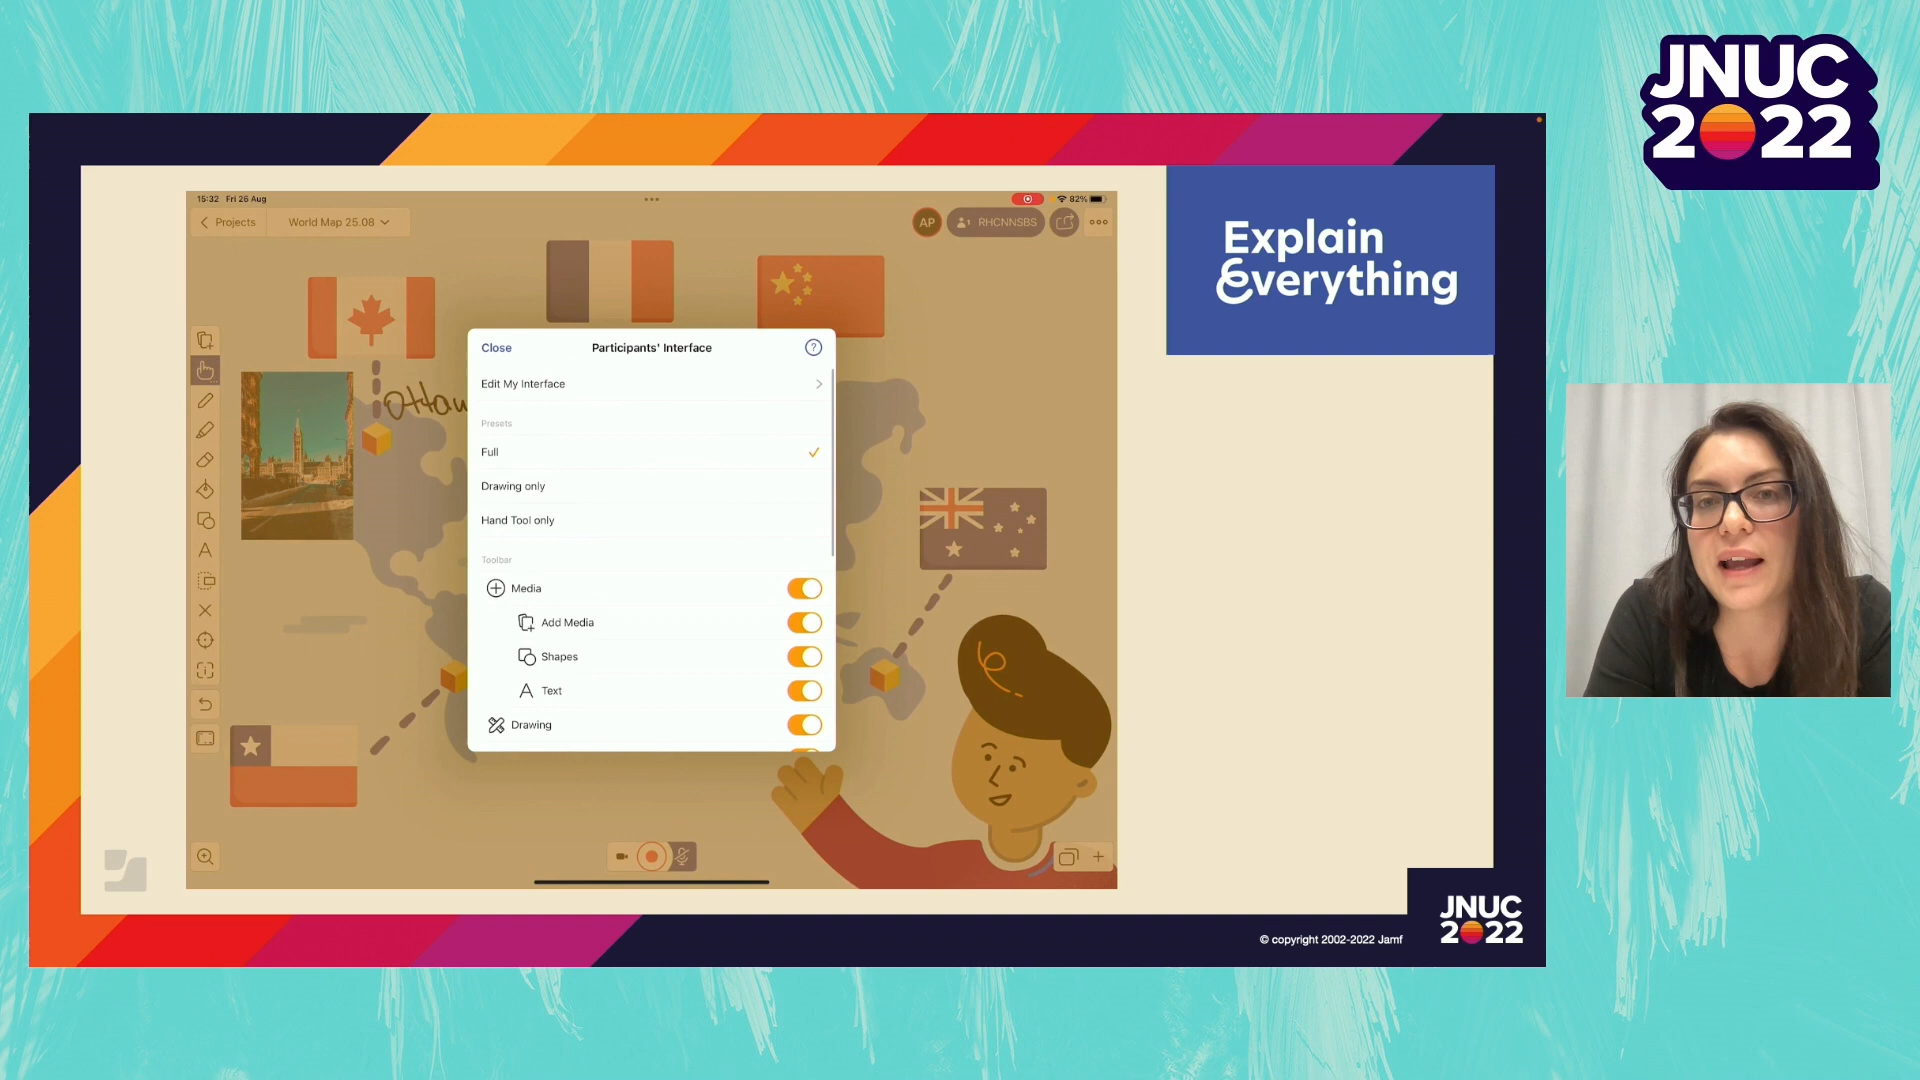 JNUC
2022
15:32 Fri 26 Aug
82%
Projects
World Map 25.08
AP
RHCNNSBS
Explain
Everything
Close
Participants' Interface
?
Edit My Interface
Presets
Full
Drawing only
Hand Tool only
Toolbar
Media
Add Media
Shapes
A Text
Drawing
Ottaw
A
© copyright 2002-2022 Jamf
JNUC
2022